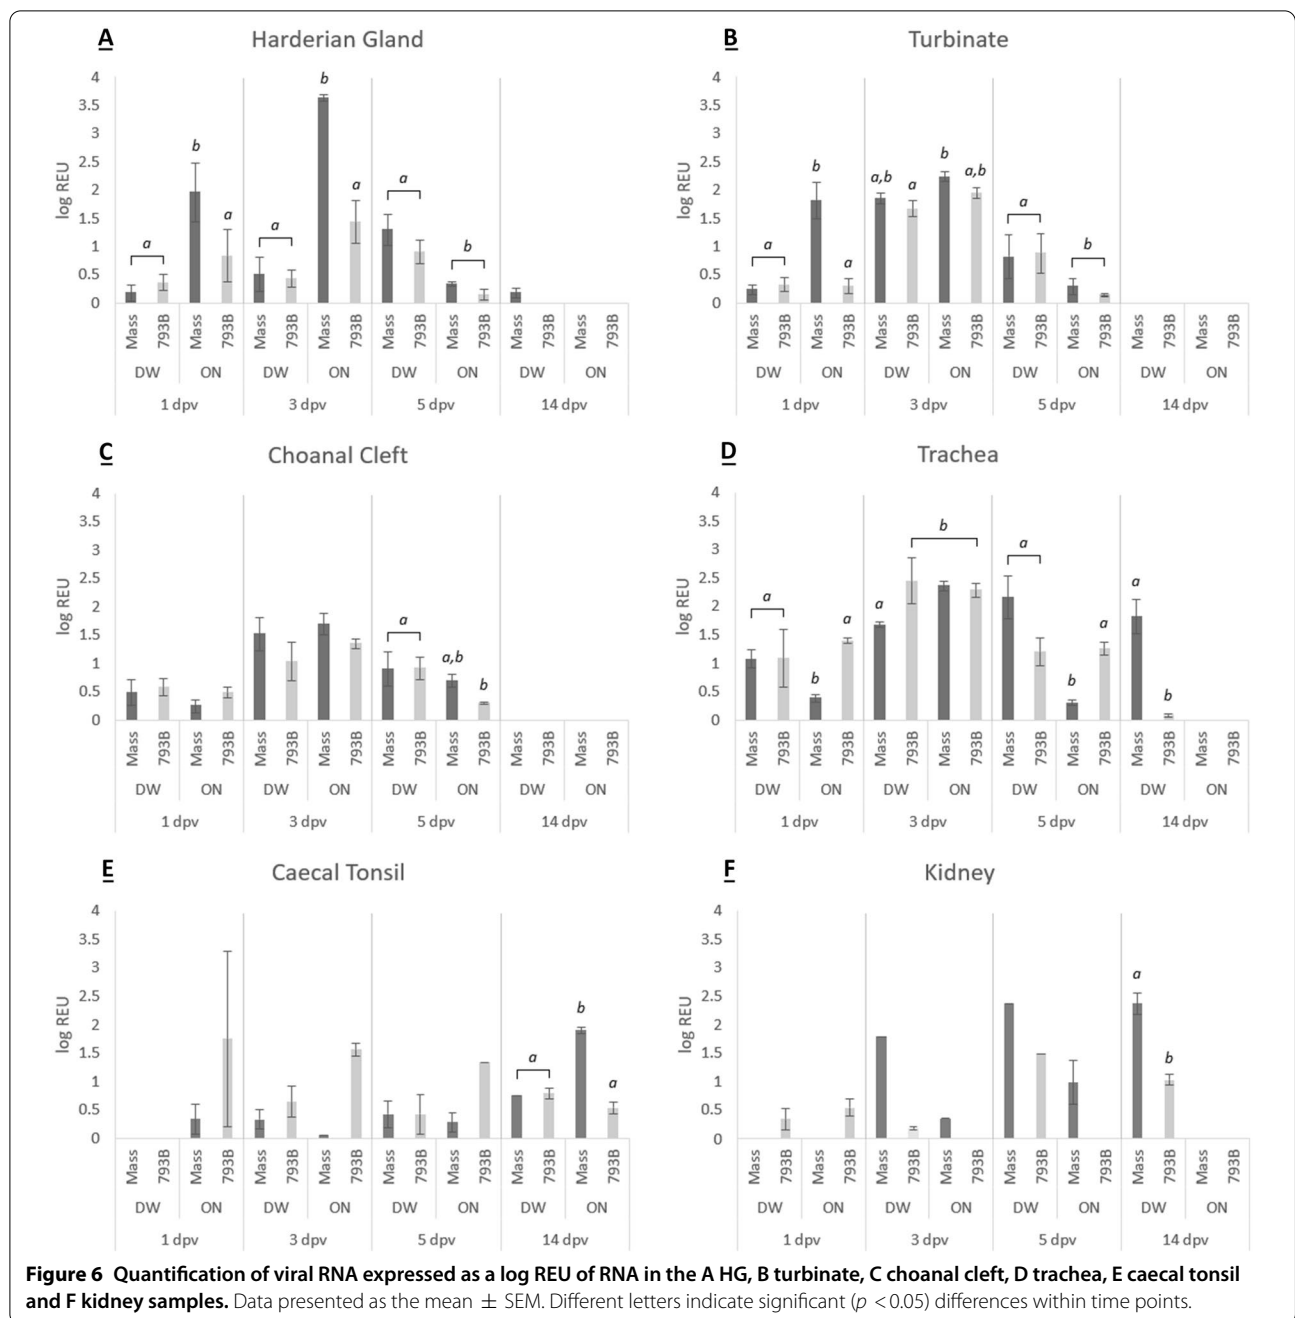 A Harderian Gland
b
4
3.5
b
3
2.5
a
a
2
log REU
a
1.5
a
b
1
a
0.5
0
Mass 793B Mass 793B Mass 793B Mass 793B Mass 793B Mass 793B Mass 793B Mass 793B
DW ON DW ON DW ON DW ON
1 dpv 3 dpv 5 dpv 14 dpv
B Turbinate
4
3.5
3
b b
2.5
a,b a a,b
2
log REU
a
1.5
1
a a b
0.5
0
Mass 793B Mass 793B Mass 793B Mass 793B Mass 793B Mass 793B Mass 793B Mass 793B
DW ON DW ON DW ON DW ON
1 dpv 3 dpv 5 dpv 14 dpv
C Choanal Cleft
4
3.5
3
2.5
2
log REU
a
1.5
a,b
1
b
0.5
0
Mass 793B Mass 793B Mass 793B Mass 793B Mass 793B Mass 793B Mass 793B Mass 793B
DW ON DW ON DW ON DW ON
1 dpv 3 dpv 5 dpv 14 dpv
D Trachea
4
3.5
b
3
a
2.5
a
a a a a
2
log REU
1.5
1
b b b
0.5
0
Mass 793B Mass 793B Mass 793B Mass 793B Mass 793B Mass 793B Mass 793B Mass 793B
DW ON DW ON DW ON DW ON
1 dpv 3 dpv 5 dpv 14 dpv
E Caecal Tonsil
4
3.5
3
2.5
b
2
log REU
1.5
a
a
1
0.5
0
Mass 793B Mass 793B Mass 793B Mass 793B Mass 793B Mass 793B Mass 793B Mass 793B
DW ON DW ON DW ON DW ON
1 dpv 3 dpv 5 dpv 14 dpv
F Kidney
4
3.5
3
a
2.5
2
log REU
1.5
b
1
0.5
0
Mass 793B Mass 793B Mass 793B Mass 793B Mass 793B Mass 793B Mass 793B Mass 793B
DW ON DW ON DW ON DW ON
1 dpv 3 dpv 5 dpv 14 dpv
Figure 6 Quantification of viral RNA expressed as a log REU of RNA in the A HG, B turbinate, C choanal cleft, D trachea, E caecal tonsil
and F kidney samples. Data presented as the mean ± SEM. Different letters indicate significant (p < 0.05) differences within time points.